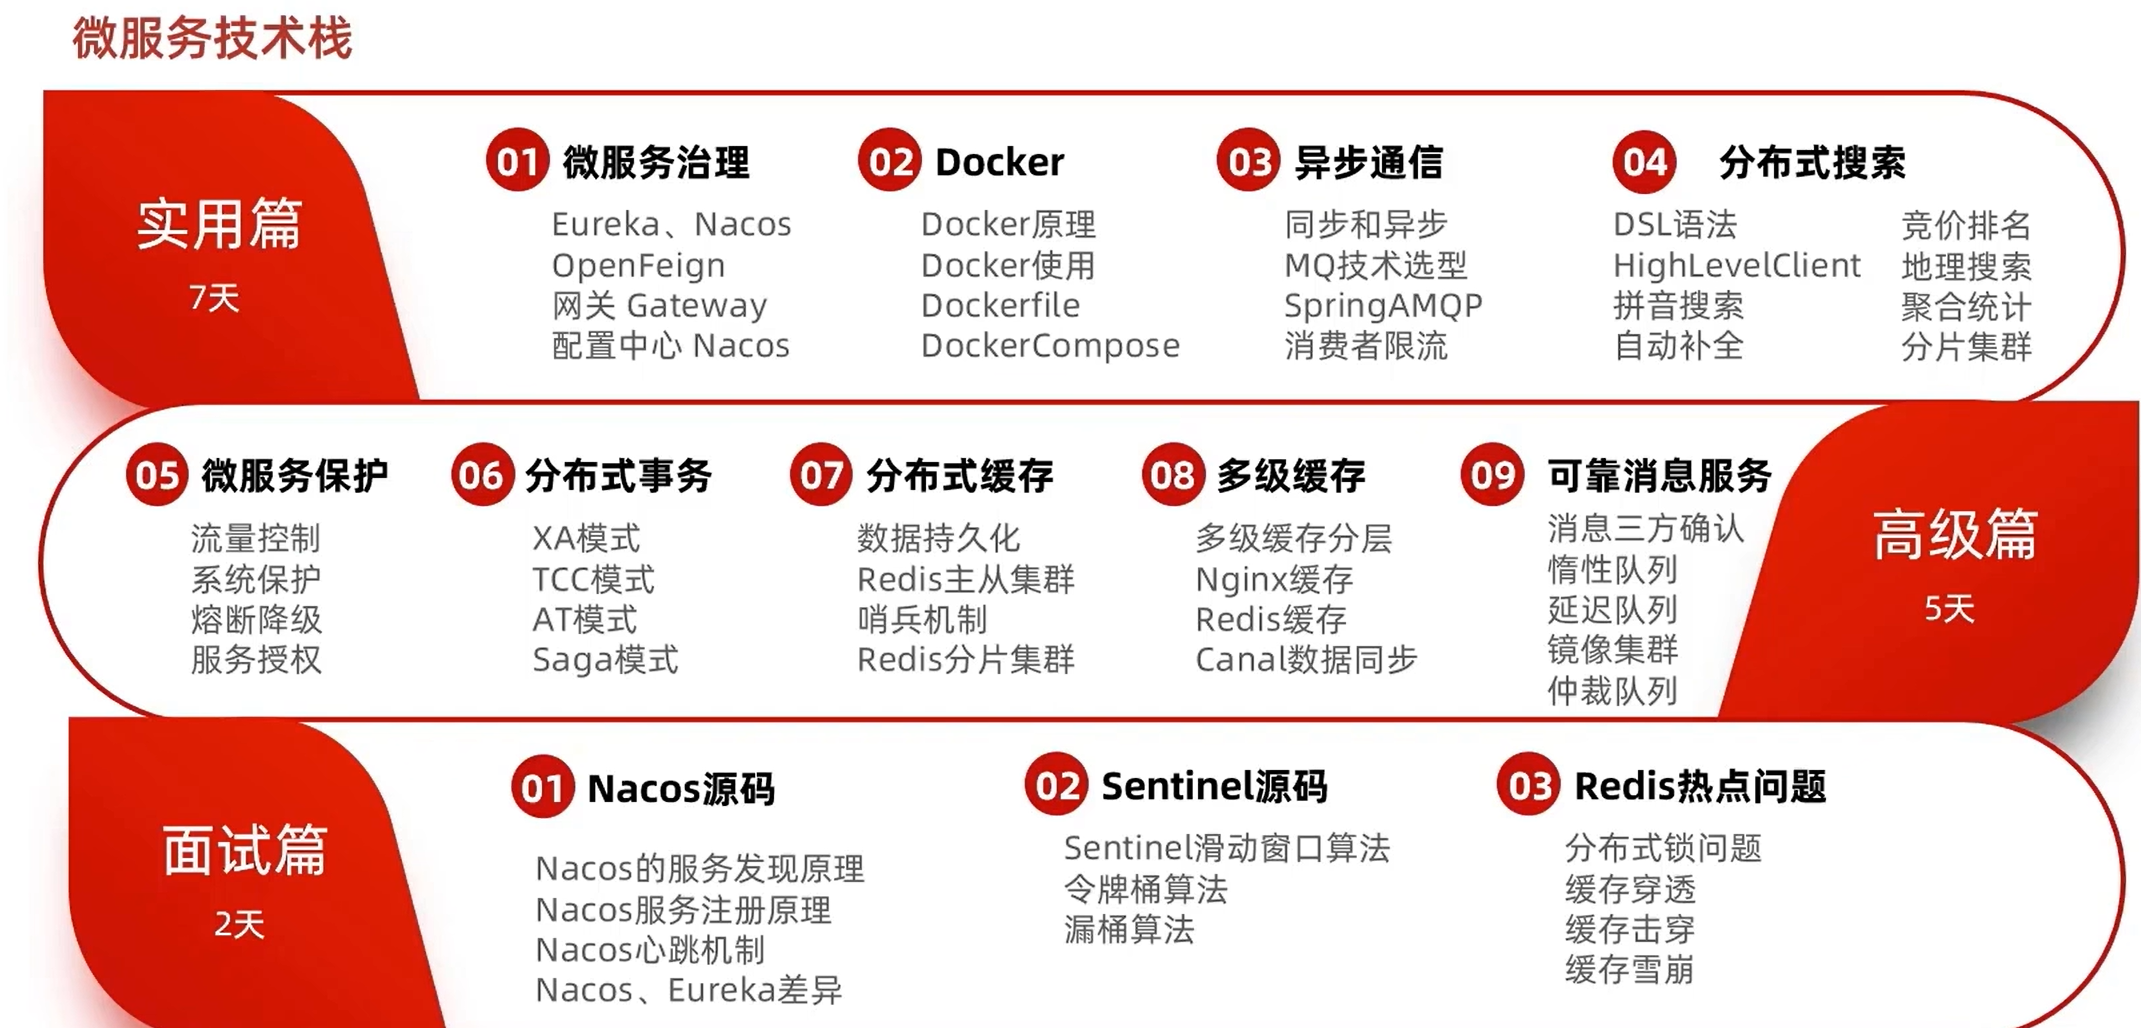 微服务技术栈
实用篇
7天
01 微服务治理
Eureka、Nacos
OpenFeign
网关 Gateway
配置中心 Nacos
02 Docker
Docker原理
Docker使用
Dockerfile
DockerCompose
03 异步通信
同步和异步
MQ技术选型
SpringAMQP
消费者限流
04 分布式搜索
DSL语法
HighLevelClient
拼音搜索
自动补全
竞价排名
地理搜索
聚合统计
分片集群
05 微服务保护
流量控制
系统保护
熔断降级
服务授权
06 分布式事务
XA模式
TCC模式
AT模式
Saga模式
07 分布式缓存
数据持久化
Redis主从集群
哨兵机制
Redis分片集群
08 多级缓存
多级缓存分层
Nginx缓存
Redis缓存
Canal数据同步
09 可靠消息服务
消息三方确认
惰性队列
延迟队列
镜像集群
仲裁队列
高级篇
5天
面试篇
2天
01 Nacos源码
Nacos的服务发现原理
Nacos服务注册原理
Nacos心跳机制
Nacos、Eureka差异
02 Sentinel源码
Sentinel滑动窗口算法
令牌桶算法
漏桶算法
03 Redis热点问题
分布式锁问题
缓存穿透
缓存击穿
缓存雪崩